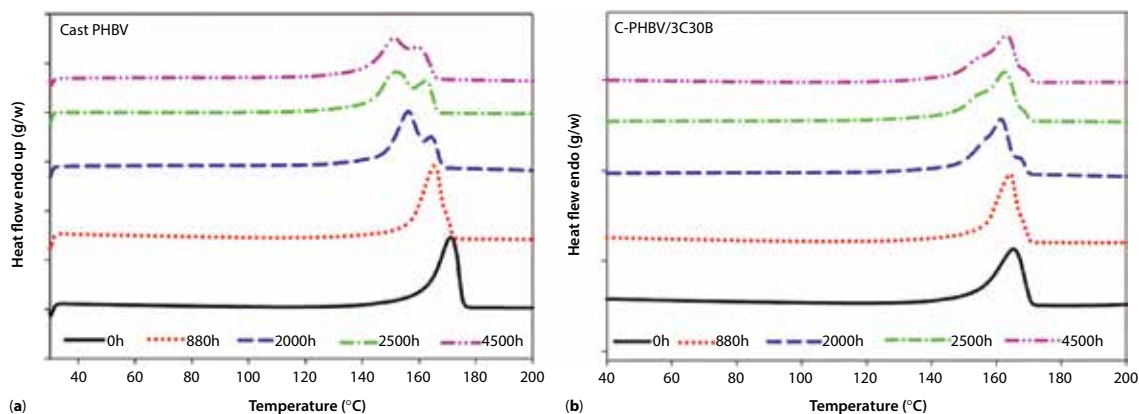 Cast PHBV
Heat flow endo up (g/w)
0h 880h 2000h 2500h 4500h
40 60 80 100 120 140 160 180 200
(a) Temperature (°C)
C-PHBV/3C30B
Heat flew endo (g/w)
0h 880h 2000h 2500h 4500h
40 60 80 100 120 140 160 180 200
(b) Temperature (°C)